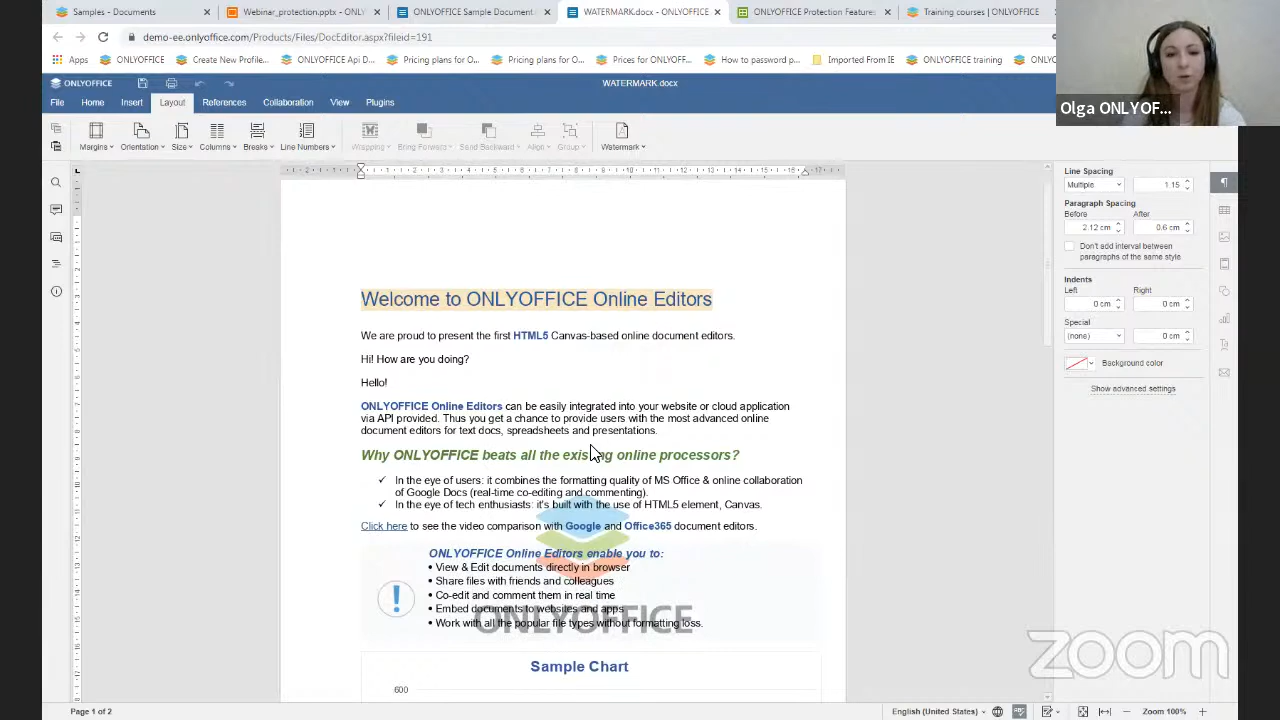 Samples - Documents
Webinar_protection.pptx - ONLY
ONLYOFFICE Sample Document
WATERMARK.docx - ONLYOFFICE
ONLYOFFICE Protection Features
Training courses | ONLYOFFICE
demo-ee.onlyoffice.com/Products/Files/DocEditor.aspx?fileid=191
Apps
ONLYOFFICE
Create New Profile...
ONLYOFFICE Api D...
Pricing plans for O...
Pricing plans for O...
Prices for ONLYOFF...
How to password p...
Imported From IE
ONLYOFFICE training
ONLYO
Olga ONLYOF...
ONLYOFFICE
WATERMARK.docx
File
Home
Insert
Layout
References
Collaboration
View
Plugins
Margins
Orientation
Size
Columns
Breaks
Line Numbers
Wrapping
Bring Forward
Send Backward
Align
Group
Watermark
Welcome to ONLYOFFICE Online Editors
We are proud to present the first HTML5 Canvas-based online document editors.
Hi! How are you doing?
Hello!
ONLYOFFICE Online Editors can be easily integrated into your website or cloud application
via API provided. Thus you get a chance to provide users with the most advanced online
document editors for text docs, spreadsheets and presentations.
Why ONLYOFFICE beats all the existing online processors?
✓ In the eye of users: it combines the formatting quality of MS Office & online collaboration
of Google Docs (real-time co-editing and commenting).
✓ In the eye of tech enthusiasts: it's built with the use of HTML5 element, Canvas.
Click here to see the video comparison with Google and Office365 document editors.
ONLYOFFICE Online Editors enable you to:
• View & Edit documents directly in browser
• Share files with friends and colleagues
• Co-edit and comment them in real time
• Embed documents to websites and apps
• Work with all the popular file types without formatting loss.
ONLYOFFICE
Sample Chart
600
Line Spacing
Multiple
1.15
Paragraph Spacing
Before
After
2.12 cm
0.6 cm
Don't add interval between
paragraphs of the same style
Indents
Left
Right
0 cm
0 cm
Special
(none)
0 cm
Background color
Show advanced settings
zoom
Page 1 of 2
English (United States)
Zoom 100%